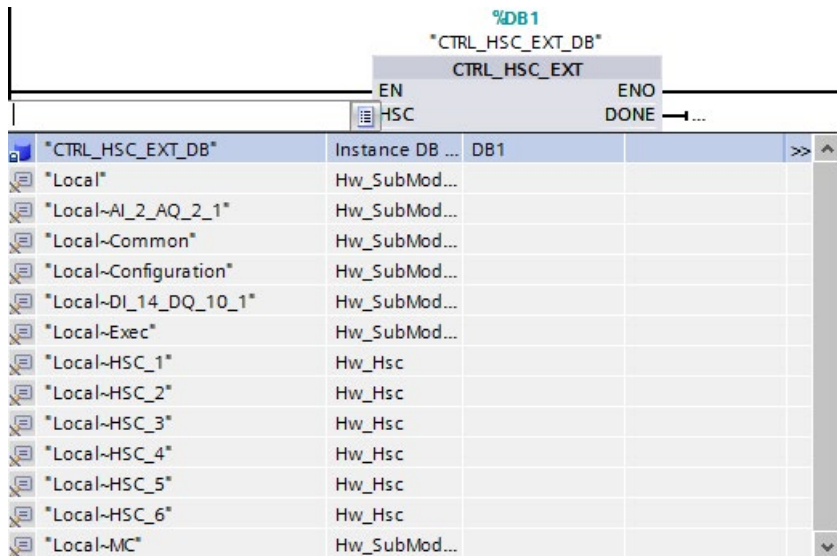 %DB1
"CTRL_HSC_EXT_DB"
CTRL_HSC_EXT
EN ENO
HSC DONE ...
"CTRL_HSC_EXT_DB" Instance DB ... DB1 >>
"Local" Hw_SubMod...
"Local~AI_2_AQ_2_1" Hw_SubMod...
"Local~Common" Hw_SubMod...
"Local~Configuration" Hw_SubMod...
"Local~DI_14_DQ_10_1" Hw_SubMod...
"Local~Exec" Hw_SubMod...
"Local~HSC_1" Hw_Hsc
"Local~HSC_2" Hw_Hsc
"Local~HSC_3" Hw_Hsc
"Local~HSC_4" Hw_Hsc
"Local~HSC_5" Hw_Hsc
"Local~HSC_6" Hw_Hsc
"Local~MC" Hw_SubMod...